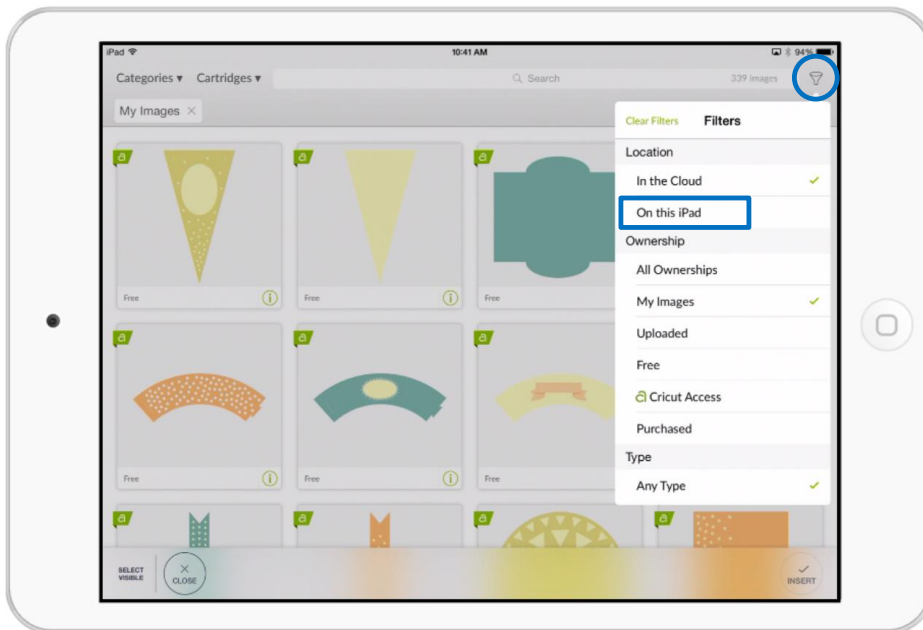 iPad 10:41 AM 94%
Categories ▾ Cartridges ▾ Search 339 images
My Images ×
Clear Filters Filters
Location
In the Cloud
On this iPad
Ownership
All Ownerships
My Images
Uploaded
Free
Cricut Access
Purchased
Type
Any Type
Free Free Free
Free Free Free
SELECT VISIBLE
CLOSE
INSERT